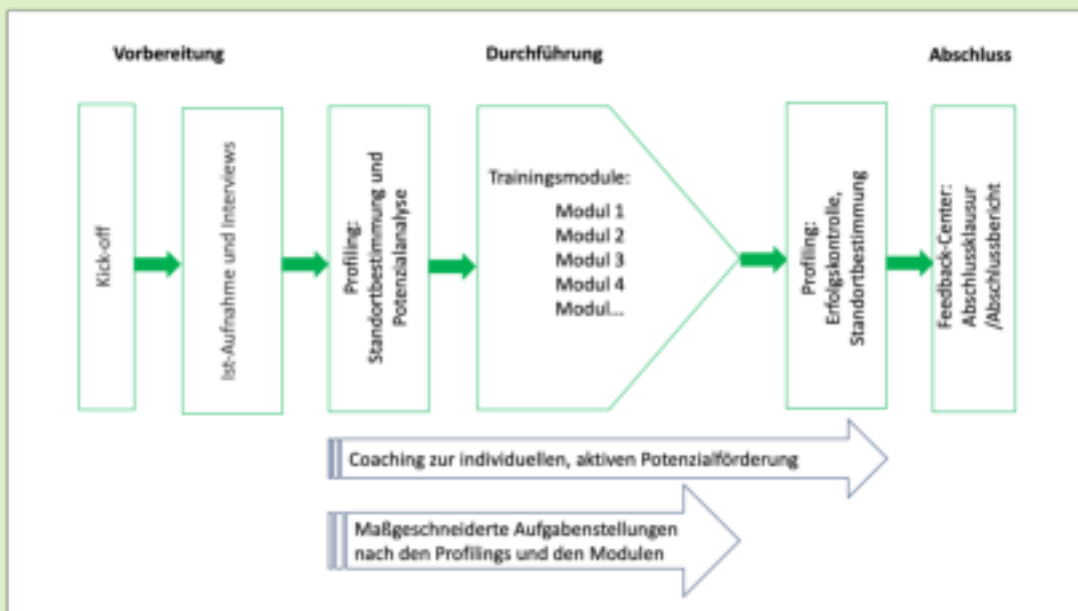 Vorbereitung
Durchführung
Abschluss
Kick-off
Ist-Aufnahme und Interviews
Profiling:
Standortbestimmung und
Potenzialanalyse
Trainingsmodule:
Modul 1
Modul 2
Modul 3
Modul 4
Modul...
Profiling:
Erfolgskontrolle,
Standortbestimmung
Feedback-Center:
Abschlussklausur
/Abschlussbericht
Coaching zur individuellen, aktiven Potenzialförderung
Maßgeschneiderte Aufgabenstellungen
nach den Profilings und den Modulen